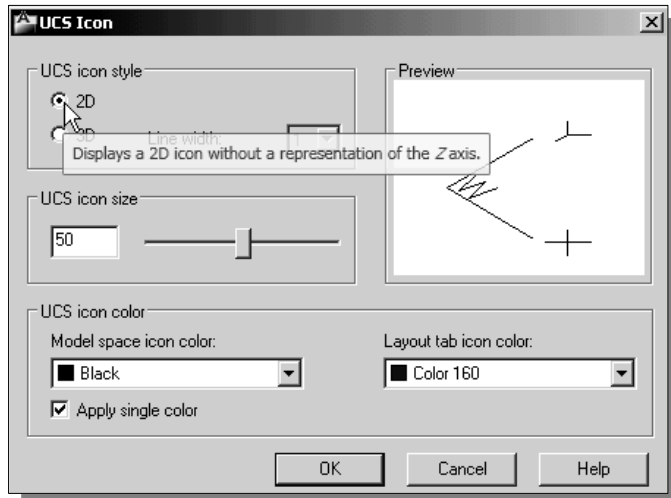 UCS Icon
UCS icon style
2D
3D Line width:
Displays a 2D icon without a representation of the Z axis.
Preview
X
Y
W
UCS icon size
50
UCS icon color
Model space icon color:
Black
Apply single color
Layout tab icon color:
Color 160
OK
Cancel
Help